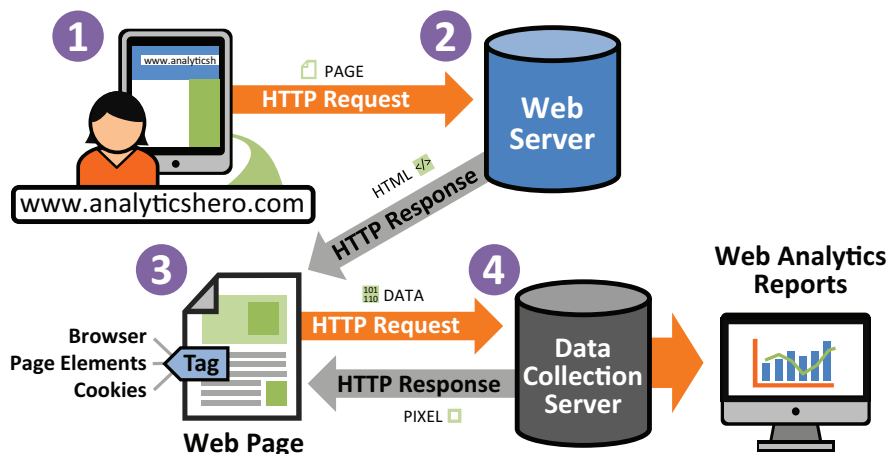 1
www.analyticsh
PAGE
HTTP Request
2
Web
Server
www.analyticshero.com
HTML </>
HTTP Response
3
Browser
Page Elements
Cookies
Tag
Web Page
101
110
DATA
HTTP Request
HTTP Response
PIXEL
4
Data
Collection
Server
Web Analytics
Reports